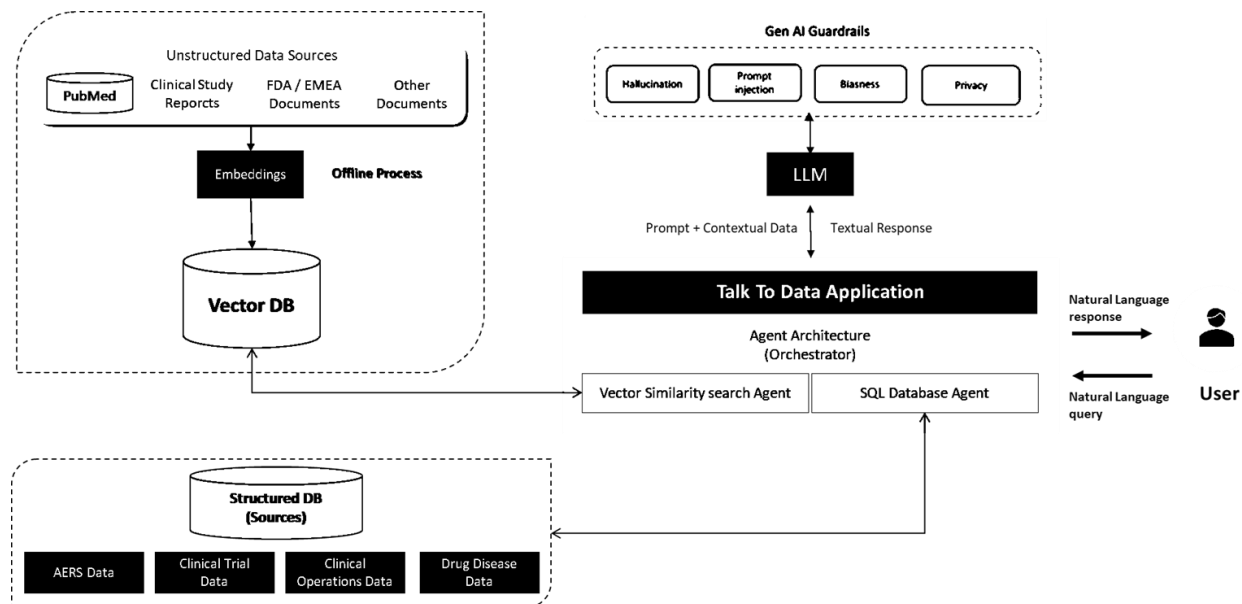 Unstructured Data Sources
PubMed
Clinical Study
Reporcts
FDA / EMEA
Documents
Other
Documents
Embeddings
Offline Process
Vector DB
Gen AI Guardrails
Hallucination
Prompt
injection
Biasness
Privacy
LLM
Prompt + Contextual Data
Textual Response
Talk To Data Application
Agent Architecture
(Orchestrator)
Vector Similarity search Agent
SQL Database Agent
Natural Language
response
Natural Language
query
User
Structured DB
(Sources)
AERS Data
Clinical Trial
Data
Clinical
Operations Data
Drug Disease
Data